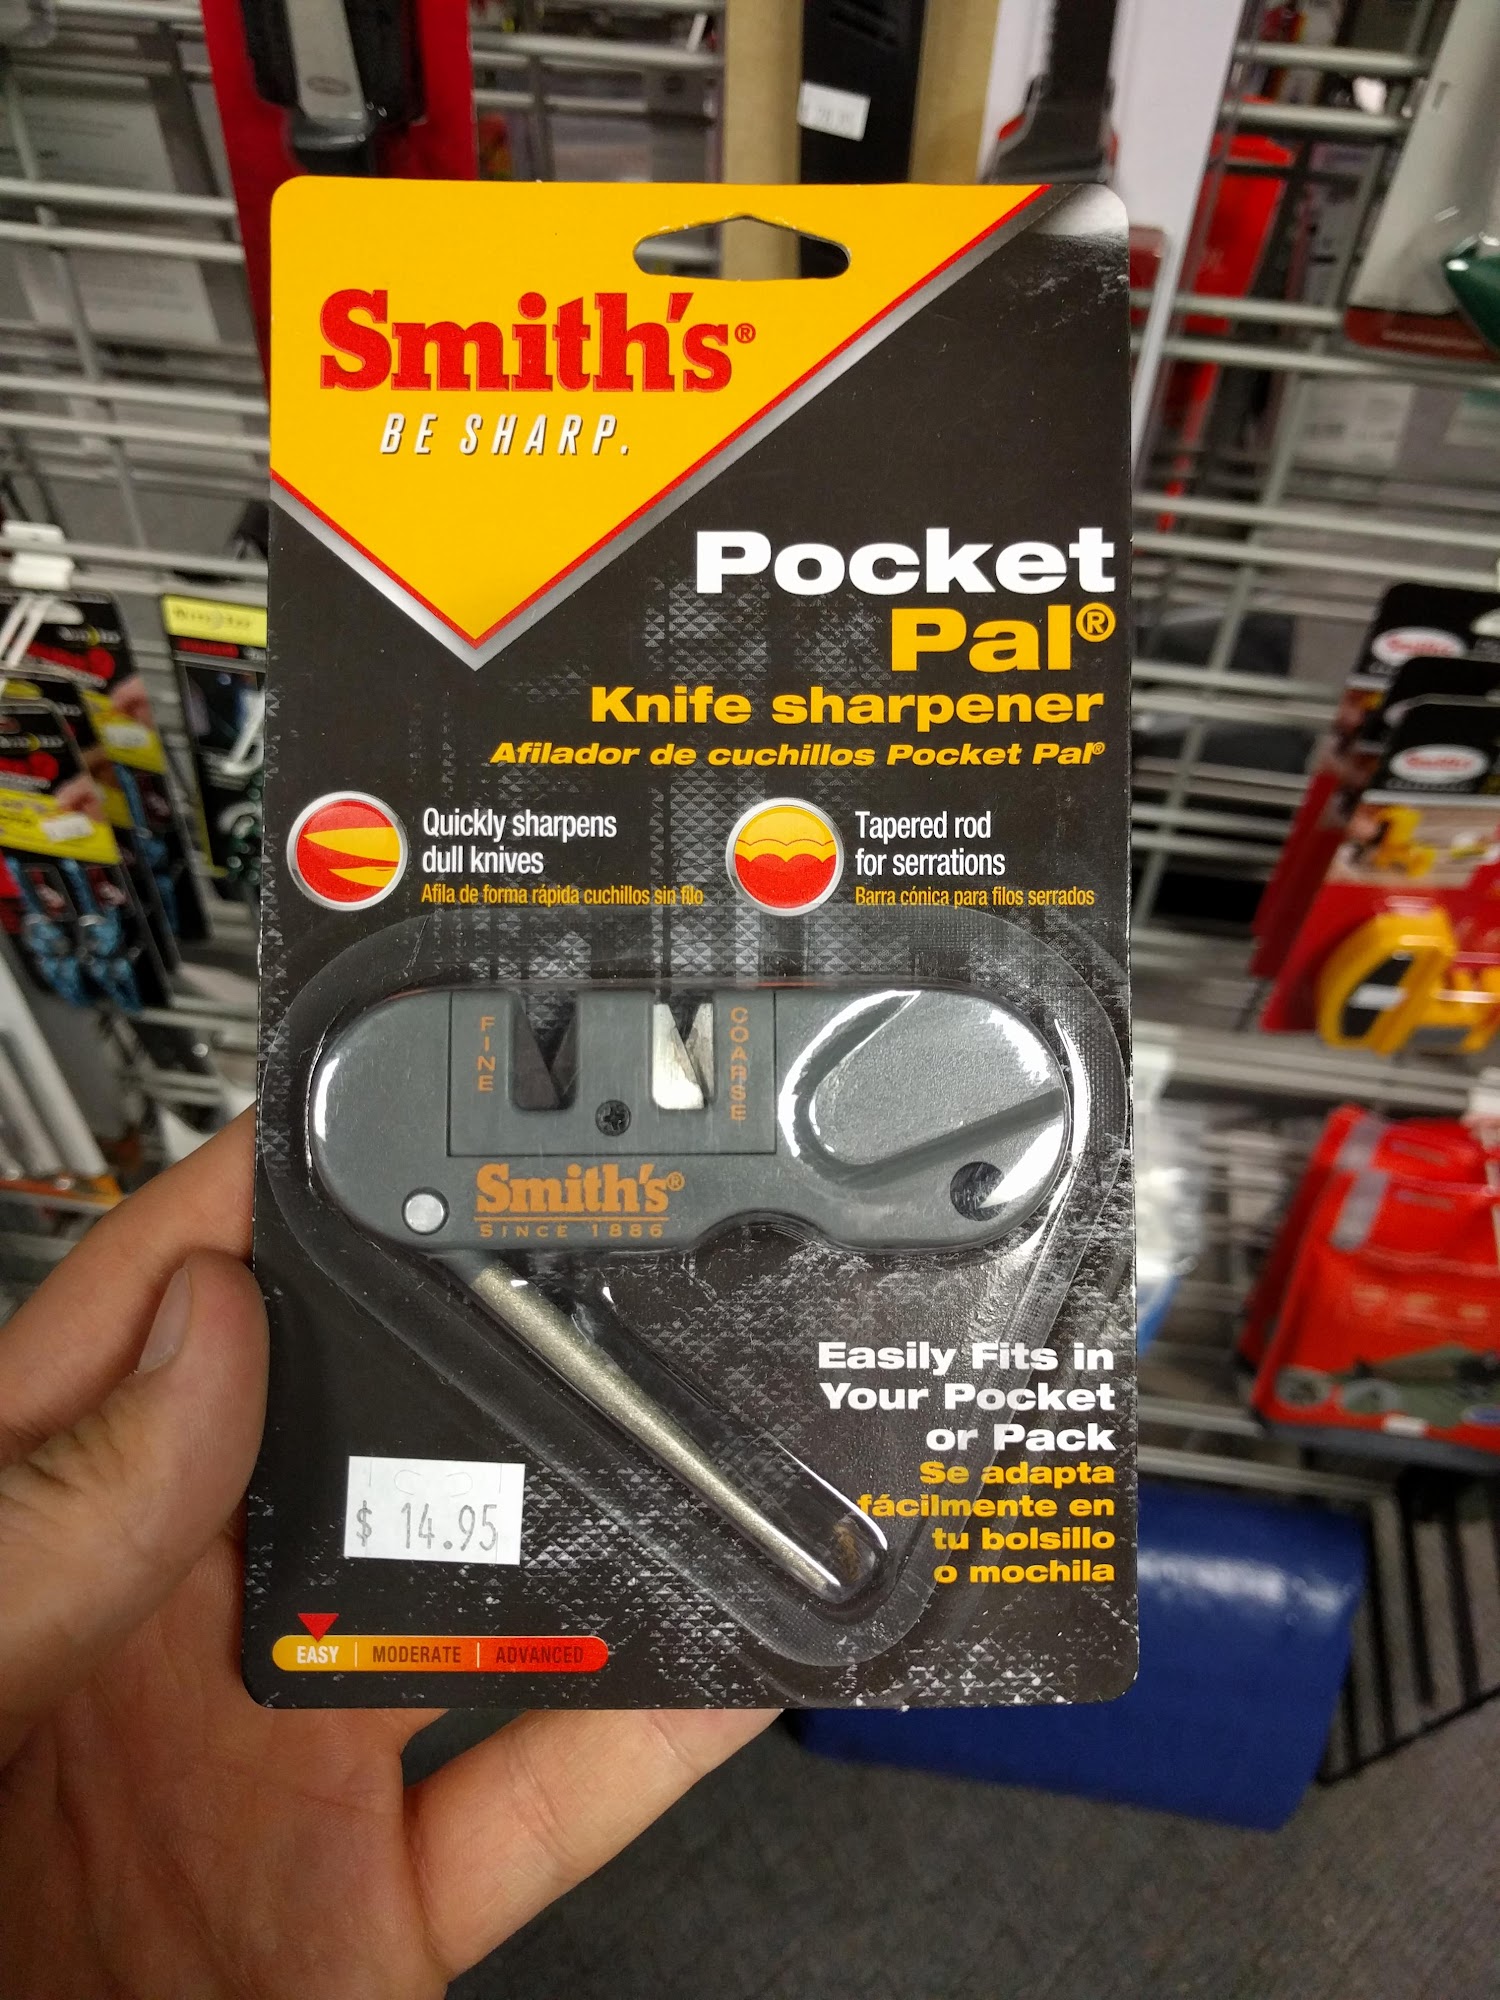 Smith's®
BE SHARP.
Pocket
Pal®
Knife sharpener
Afilador de cuchillos Pocket Pal®
Quickly sharpens
dull knives
Afila de forma rápida cuchillos sin filo
Tapered rod
for serrations
Barra cónica para filos serrados
FINE
COARSE
Smith's®
SINCE 1886
Easily Fits in
Your Pocket
or Pack
Se adapta
fácilmente en
tu bolsillo
o mochila
$ 14.95
EASY | MODERATE | ADVANCED